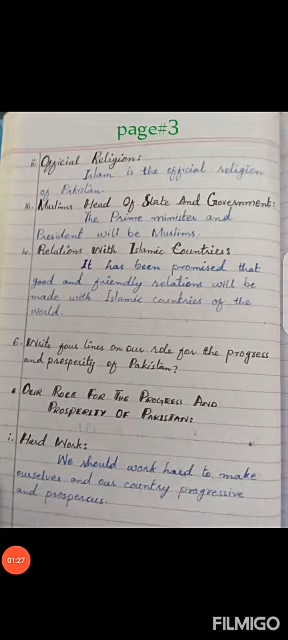 page#3
ii. Official Religion:
Islam is the official religion
of Pakistan.
iii. Muslims Head Of State And Government:
The Prime minister and
President will be Muslims.
iv. Relations With Islamic Countries:
It has been promised that
good and friendly relations will be
made with Islamic countries of the
world.
6. Write four lines on our role for the progress
and prosperity of Pakistan?
OUR ROLE FOR THE PROGRESS AND
PROSPERITY OF PAKISTAN:
i. Hard Work:
We should work hard to make
ourselves and our country progressive
and prosperous.
01:27
FILMIGO